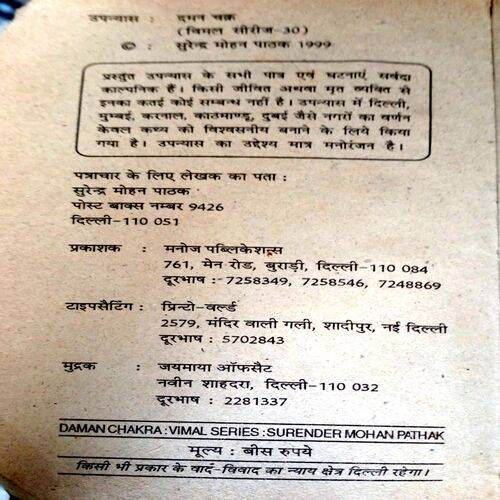 उपन्यास : दमन चक्र
(विमल सीरीज-30)
© : सुरेन्द्र मोहन पाठक 1999
प्रस्तुत उपन्यास के सभी पात्र एवं घटनाएं सर्वदा
काल्पनिक हैं। किसी जीवित अथवा मृत व्यक्ति से
इनका कतई कोई सम्बन्ध नहीं है। उपन्यास में दिल्ली,
मुम्बई, करनाल, काठमाण्डू, दुबई जैसे नगरों का वर्णन
केवल कथ्य को विश्वसनीय बनाने के लिये किया
गया है। उपन्यास का उद्देश्य मात्र मनोरंजन है।
पत्राचार के लिए लेखक का पता :
सुरेन्द्र मोहन पाठक
पोस्ट बाक्स नम्बर 9426
दिल्ली-110 051
प्रकाशक : मनोज पब्लिकेशन्स
761, मेन रोड, बुराड़ी, दिल्ली-110 084
दूरभाष : 7258349, 7258546, 7248869
टाइपसैटिंग : प्रिन्टो-वर्ल्ड
2579, मंदिर वाली गली, शादीपुर, नई दिल्ली
दूरभाष : 5702843
मुद्रक : जयमाया ऑफसैट
नवीन शाहदरा, दिल्ली-110 032
दूरभाष : 2281337
DAMAN CHAKRA : VIMAL SERIES : SURENDER MOHAN PATHAK
मूल्य : बीस रुपये
किसी भी प्रकार के वाद-विवाद का न्याय क्षेत्र दिल्ली रहेगा।